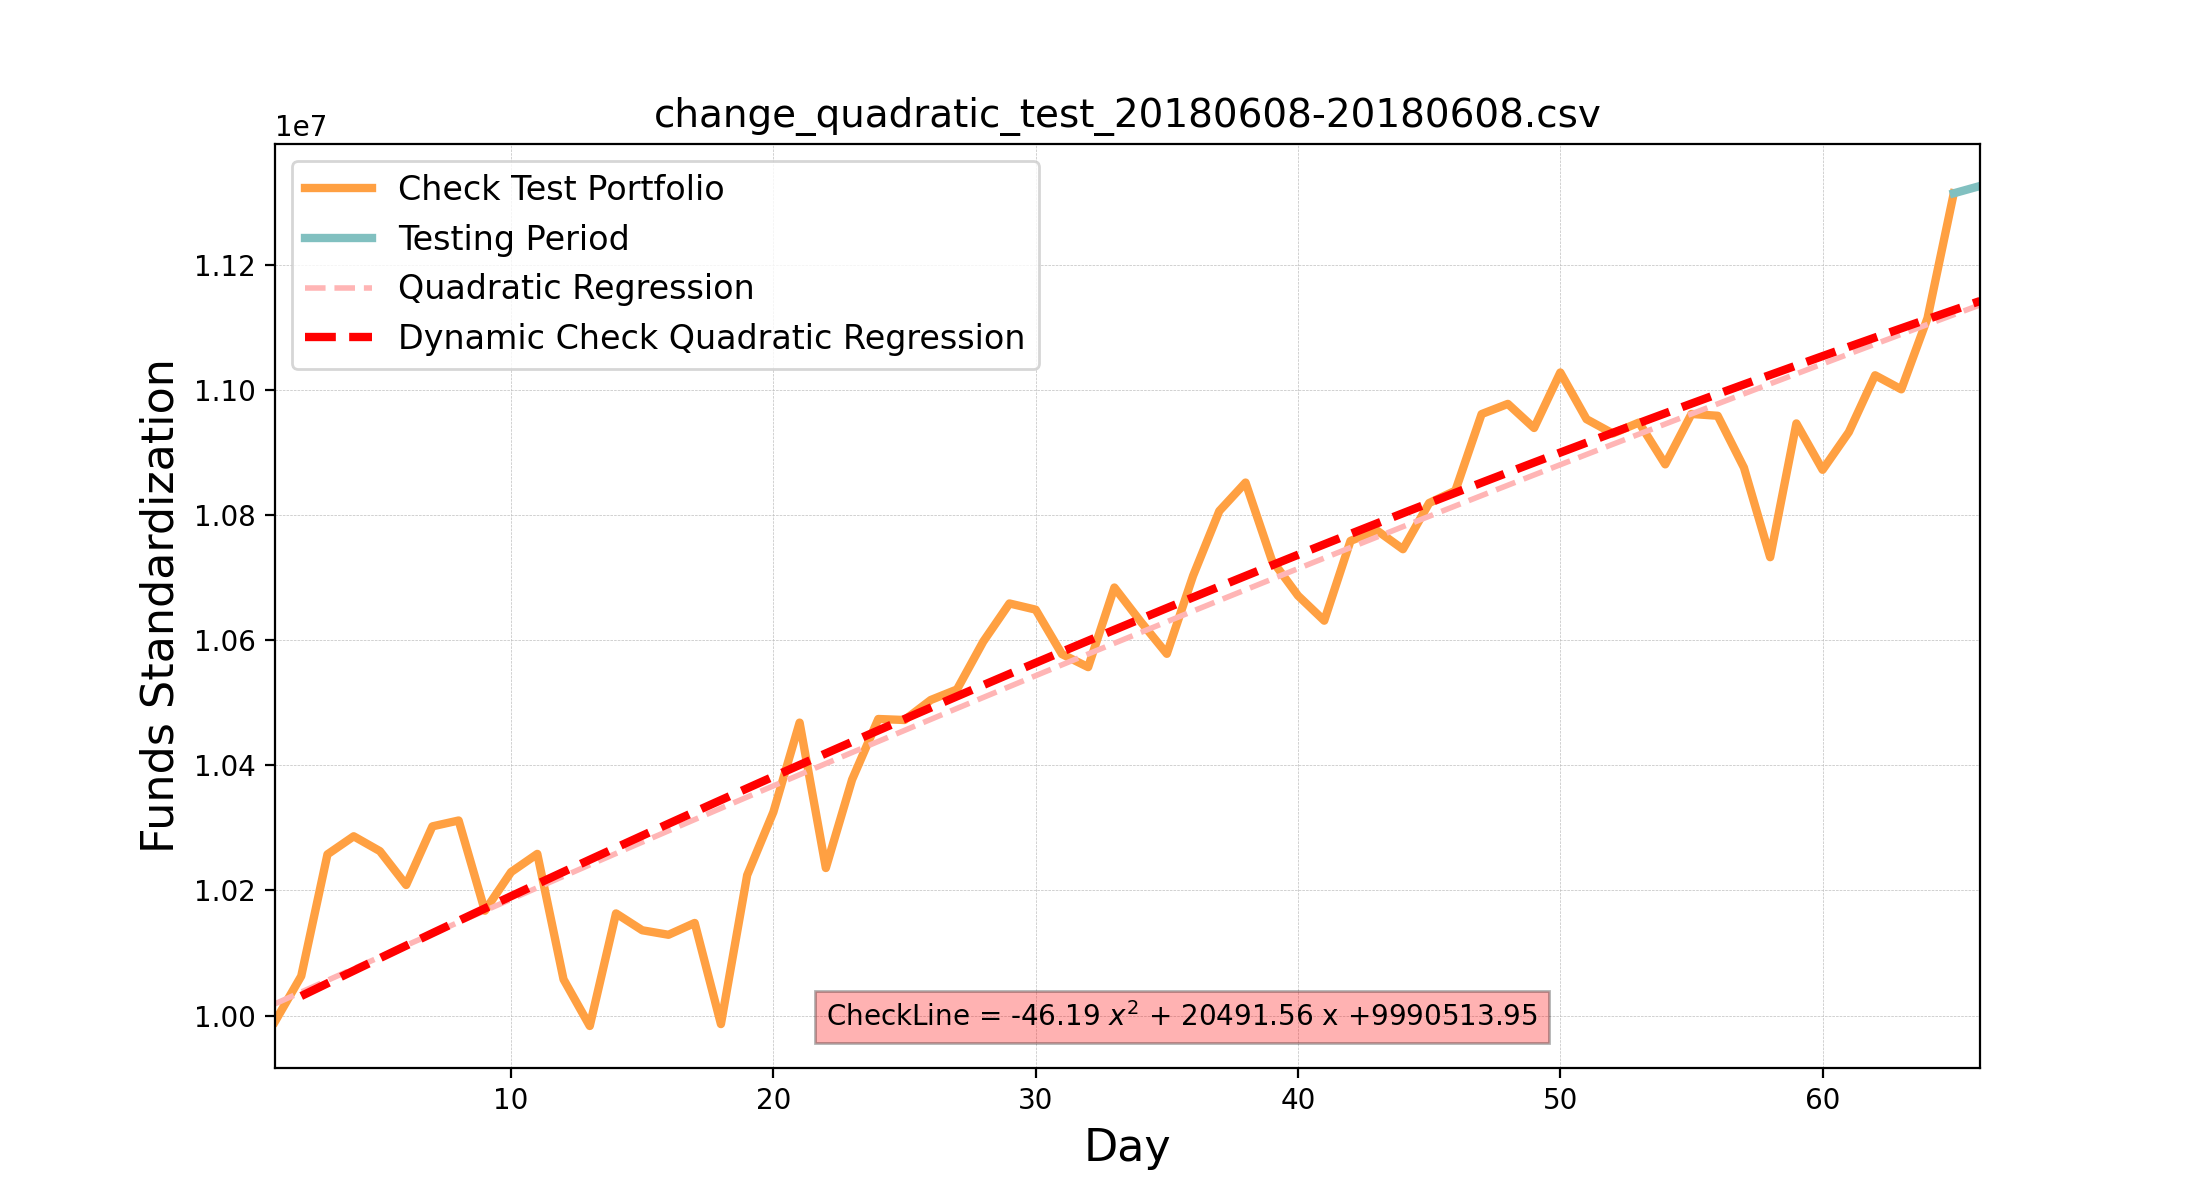 change_quadratic_test_20180608-20180608.csv
1e7
Check Test Portfolio
Testing Period
Quadratic Regression
Dynamic Check Quadratic Regression
1.12
1.10
1.08
1.06
1.04
1.02
1.00
Funds Standardization
CheckLine = -46.19 x² + 20491.56 x +9990513.95
10 20 30 40 50 60
Day